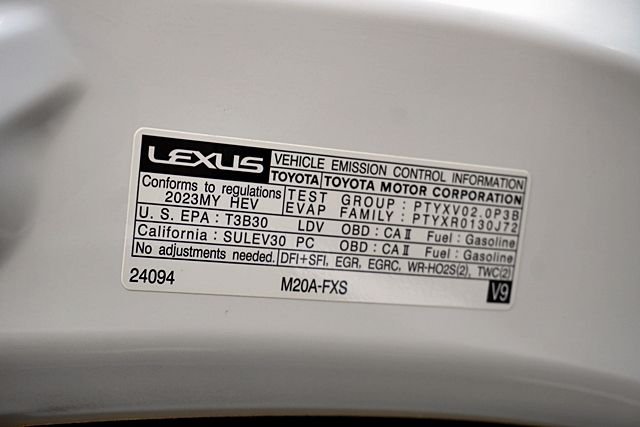 LEXUS VEHICLE EMISSION CONTROL INFORMATION
TOYOTA TOYOTA MOTOR CORPORATION
Conforms to regulations TEST GROUP : PTYXV02.0P3B
2023MY HEV EVAP FAMILY : PTYXR0130J72
U. S. EPA : T3B30 LDV OBD : CA II Fuel : Gasoline
California : SULEV30 PC OBD : CA II Fuel : Gasoline
No adjustments needed. DFI+SFI, EGR, EGRC, WR-HO2S(2), TWC(2)
24094 M20A-FXS V9